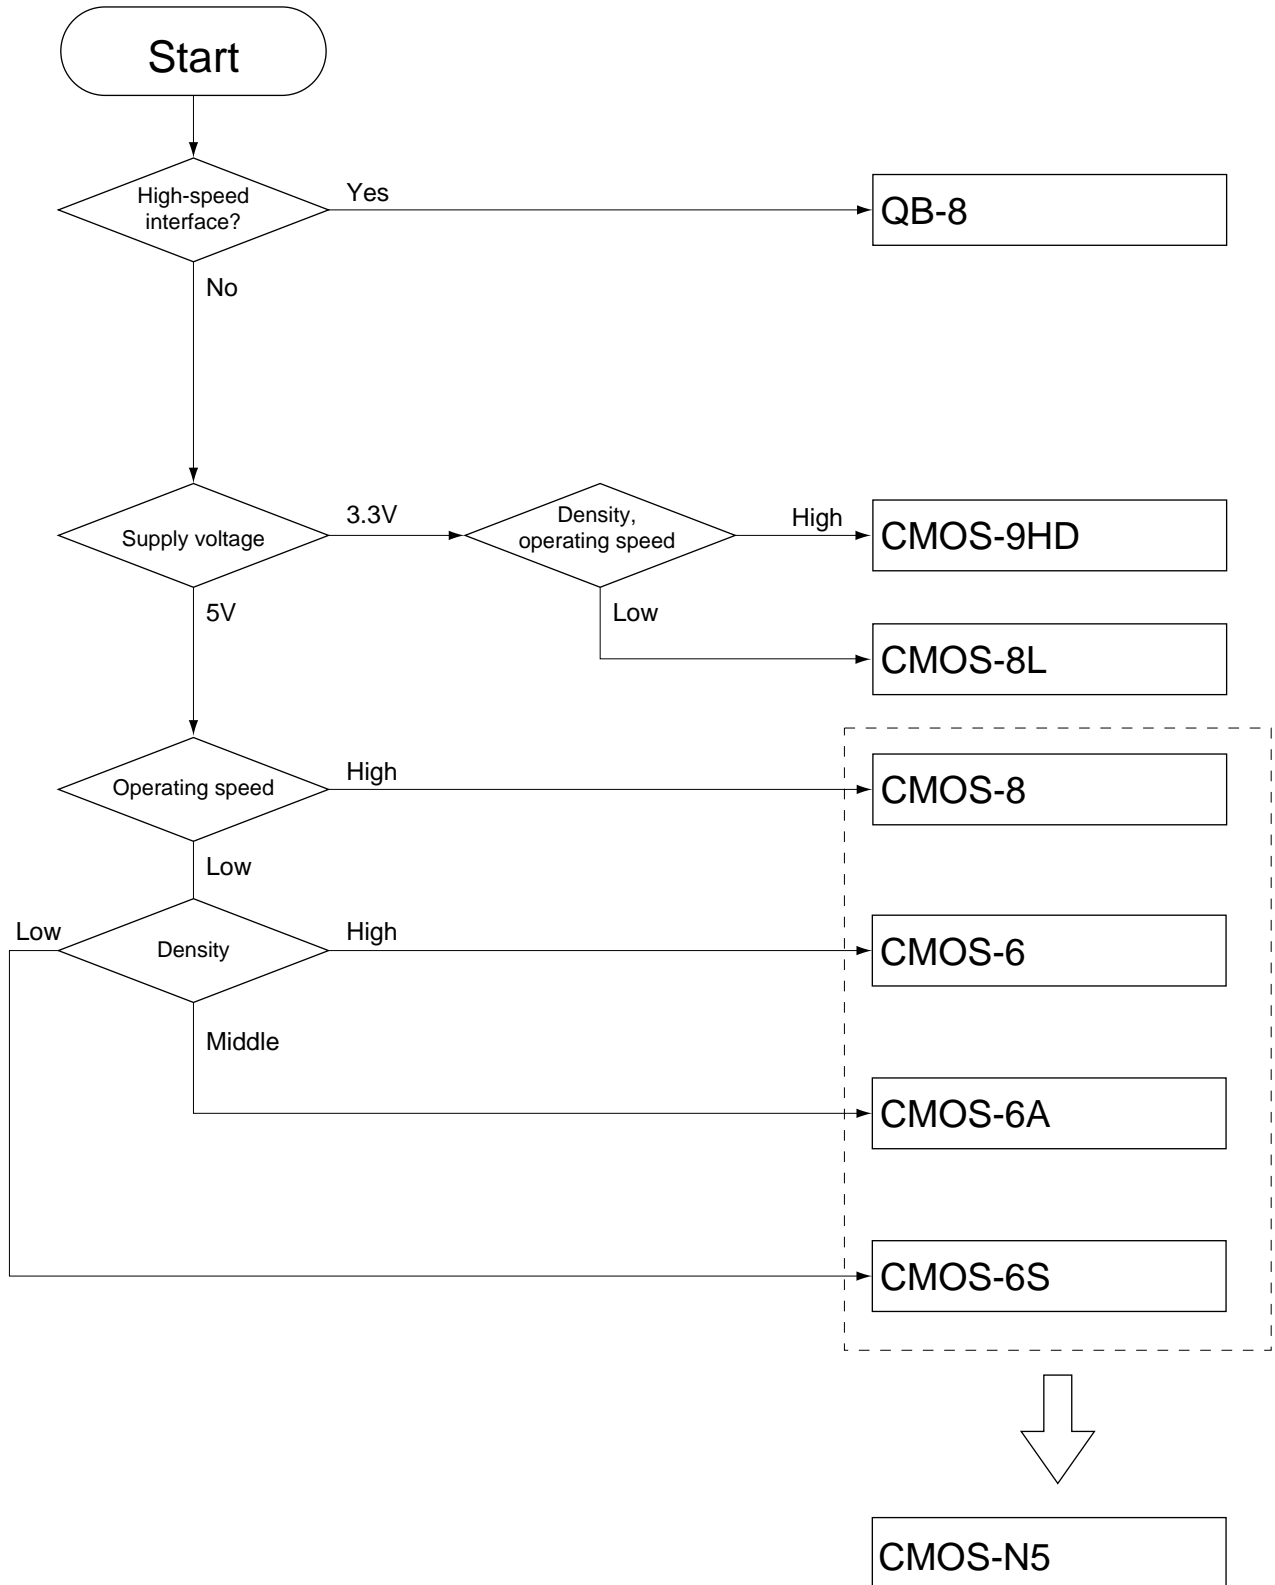 Start
High-speed
interface?
Yes
QB-8
No
Supply voltage
3.3V
Density,
operating speed
High
CMOS-9HD
5V
Low
CMOS-8L
Operating speed
High
CMOS-8
Low
Low
Density
High
CMOS-6
Middle
CMOS-6A
CMOS-6S
CMOS-N5